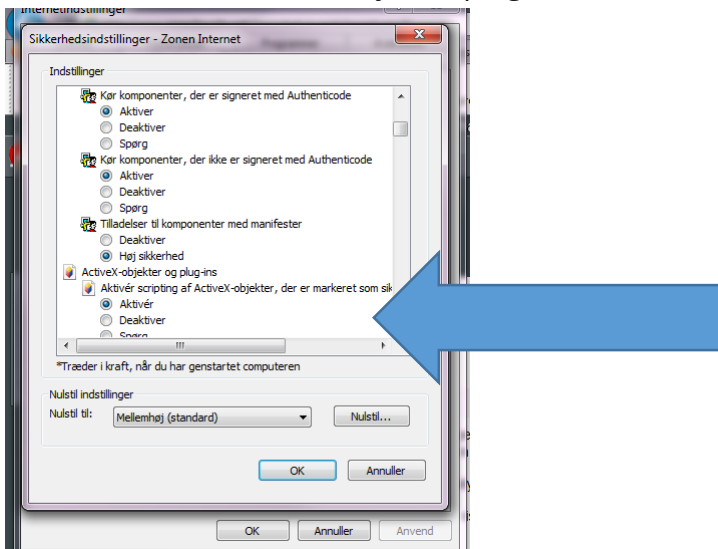 Internetindstillinger
Sikkerhedsindstillinger - Zonen Internet
Indstillinger
Kør komponenter, der er signeret med Authenticode
Aktiver
Deaktiver
Spørg
Kør komponenter, der ikke er signeret med Authenticode
Aktiver
Deaktiver
Spørg
Tilladelser til komponenter med manifester
Deaktiver
Høj sikkerhed
ActiveX-objekter og plug-ins
Aktivér scripting af ActiveX-objekter, der er markeret som sik
Aktivér
Deaktiver
Spørg
*Træder i kraft, når du har genstartet computeren
Nulstil indstillinger
Nulstil til: Mellemhøj (standard) Nulstil...
OK Annuller
OK Annuller Anvend